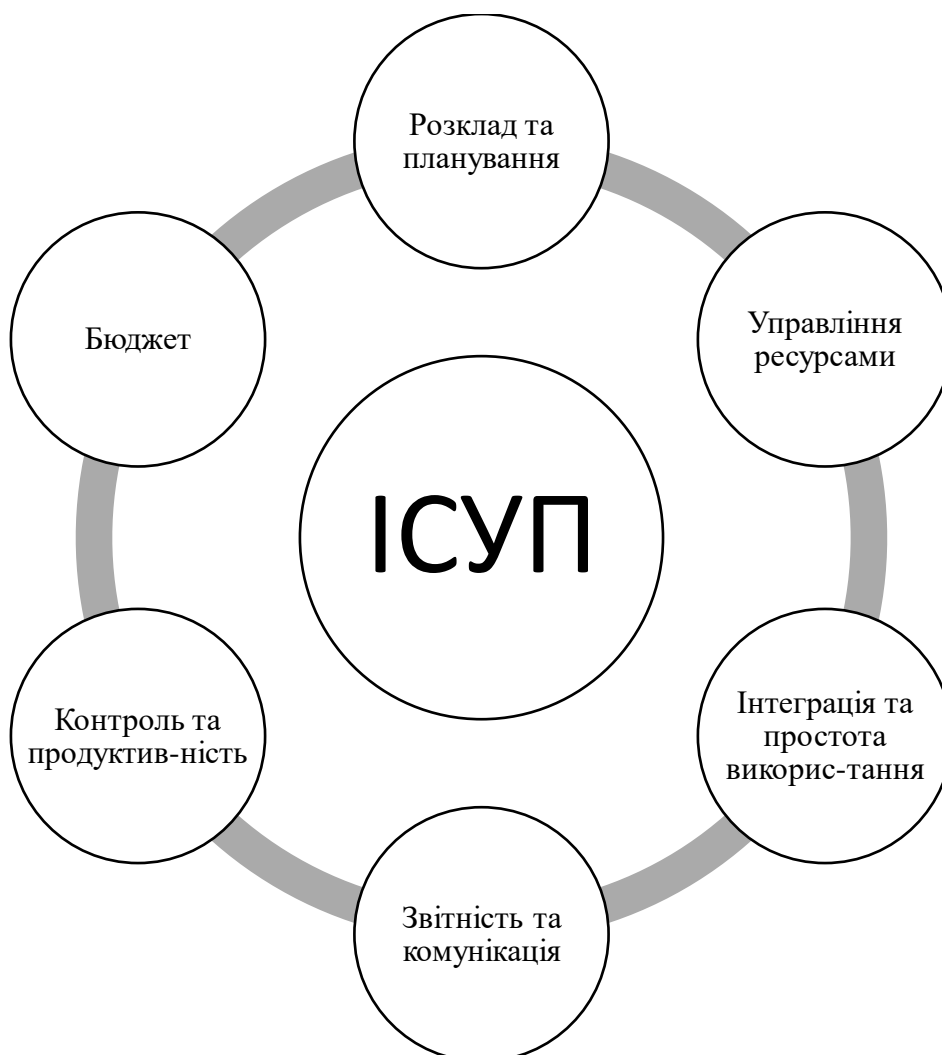 Розклад та
планування
Управління
ресурсами
Бюджет
ІСУП
Інтеграція та
простота
викорис-тання
Контроль та
продуктив-ність
Звітність та
комунікація